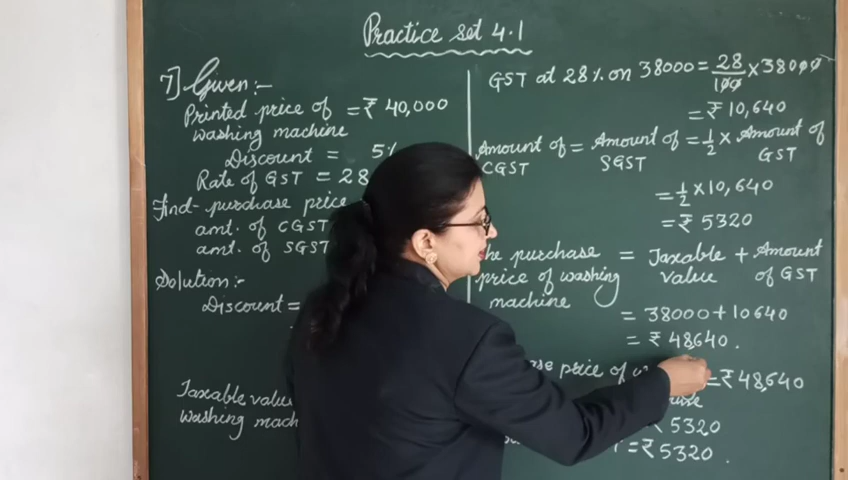 Practice set 4.1
7] Given:-
Printed price of = ₹ 40,000
washing machine
Discount = 5%
Rate of GST = 28
Find- purchase price
amt. of CGST
amt. of SGST
Solution:-
Discount =
Taxable value
washing mach
GST at 28% on 38000 = 28/100 × 38000
= ₹ 10,640
Amount of = Amount of = 1/2 × Amount of
CGST SGST GST
= 1/2 × 10,640
= ₹ 5320
purchase = Taxable + Amount
price of washing value of GST
machine
= 38000 + 10640
= ₹ 48,640.
price of = ₹ 48,640
₹ 5320
= ₹ 5320.